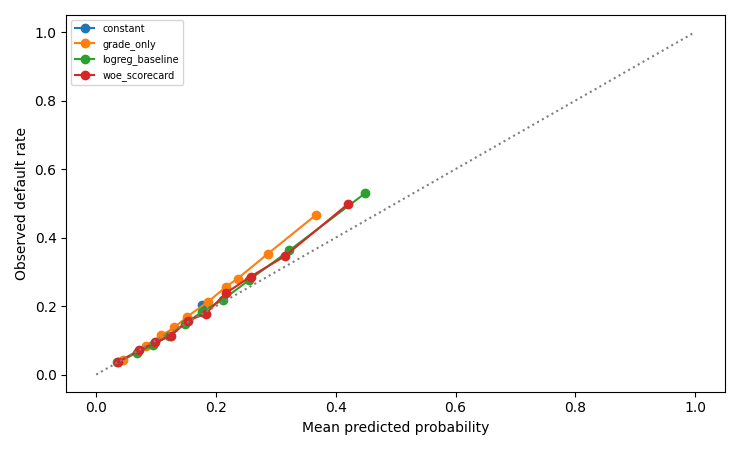 constant
grade_only
logreg_baseline
woe_scorecard
Observed default rate
1.0
0.8
0.6
0.4
0.2
0.0
0.0 0.2 0.4 0.6 0.8 1.0
Mean predicted probability